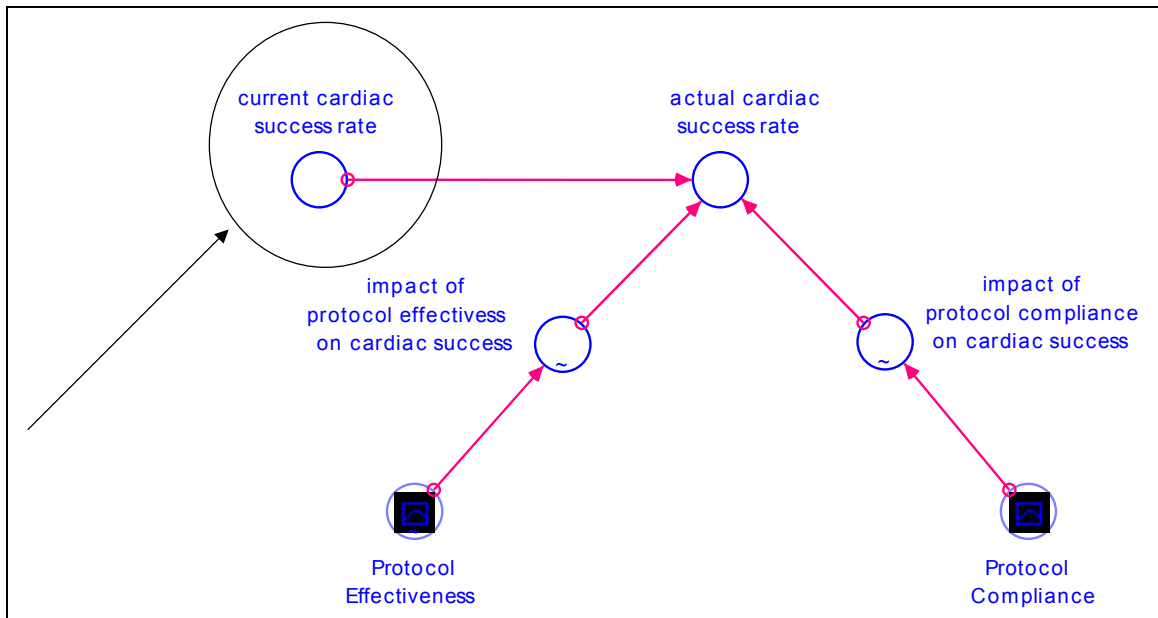 current cardiac
success rate
actual cardiac
success rate
impact of
protocol effectivess
on cardiac success
impact of
protocol compliance
on cardiac success
~
~
Protocol
Effectiveness
Protocol
Compliance